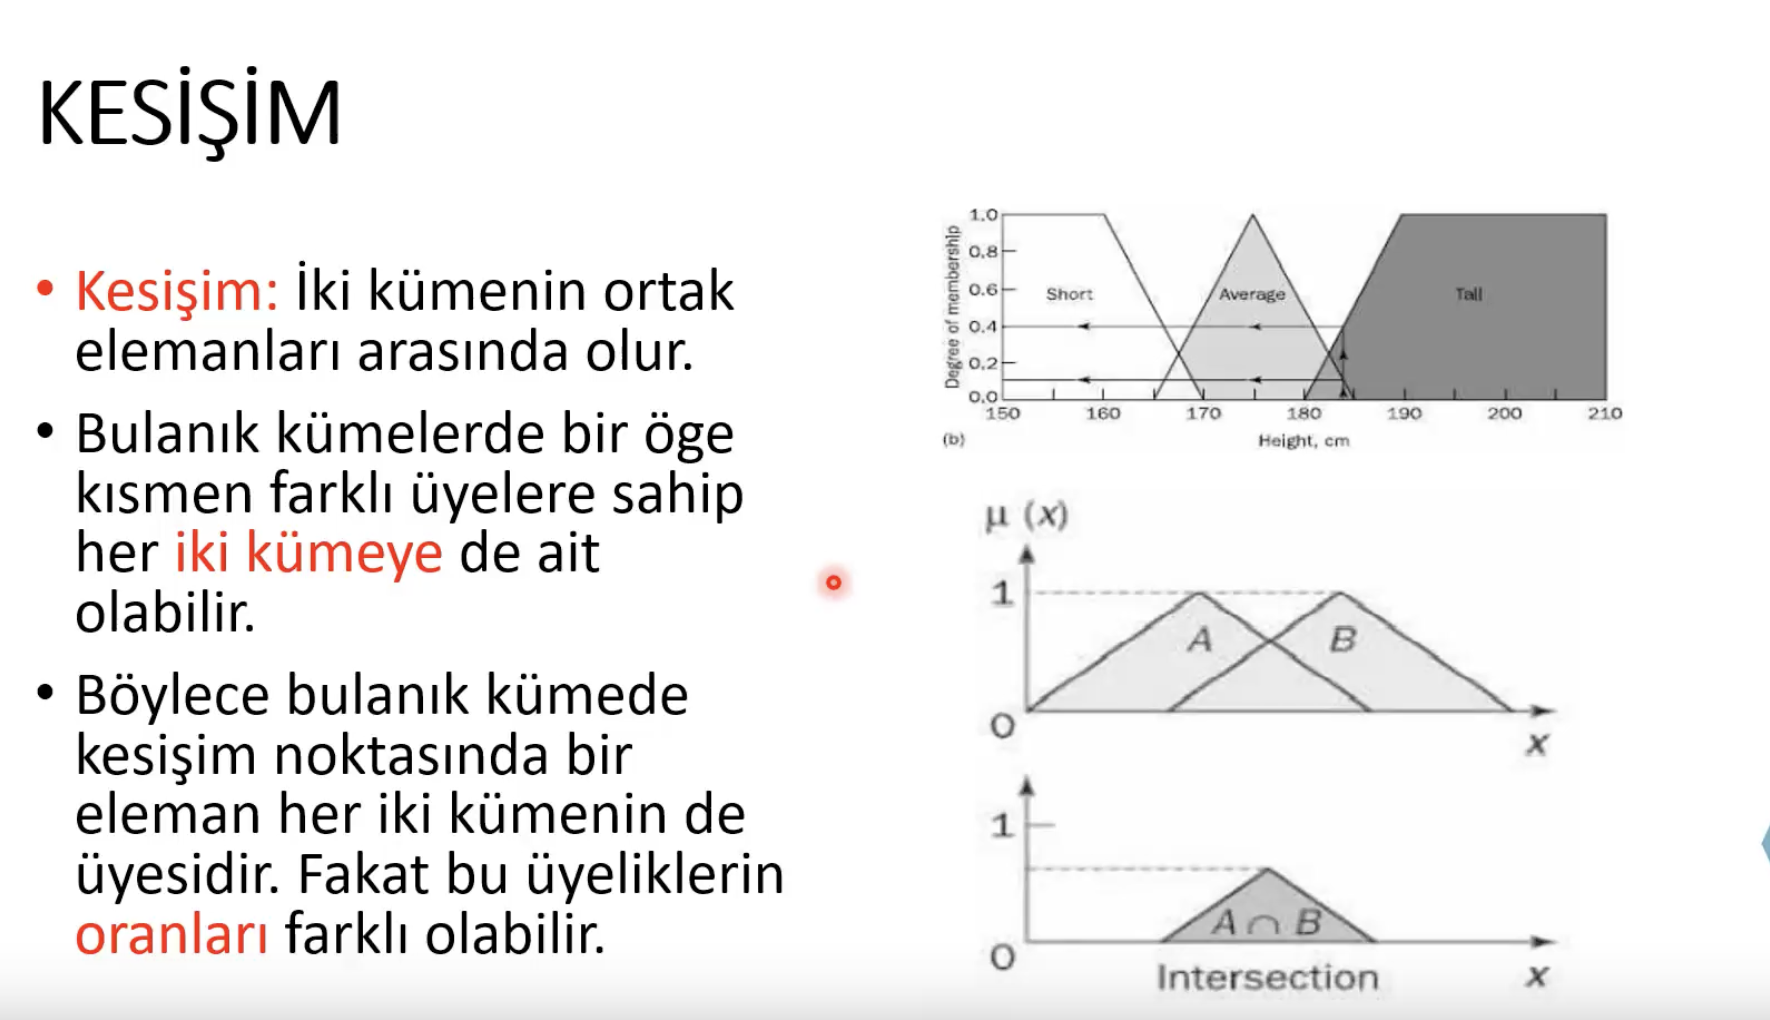 KESİŞİM
• Kesişim: İki kümenin ortak
elemanları arasında olur.
• Bulanık kümelerde bir öge
kısmen farklı üyelere sahip
her iki kümeye de ait
olabilir.
• Böylece bulanık kümede
kesişim noktasında bir
eleman her iki kümenin de
üyesidir. Fakat bu üyeliklerin
oranları farklı olabilir.
Degree of membership
1.0
0.8
0.6
0.4
0.2
0.0
Short
Average
Tall
150 160 170 180 190 200 210
(b)
Height, cm
μ (x)
1
A
B
0
x
1
A ∩ B
0
Intersection
x